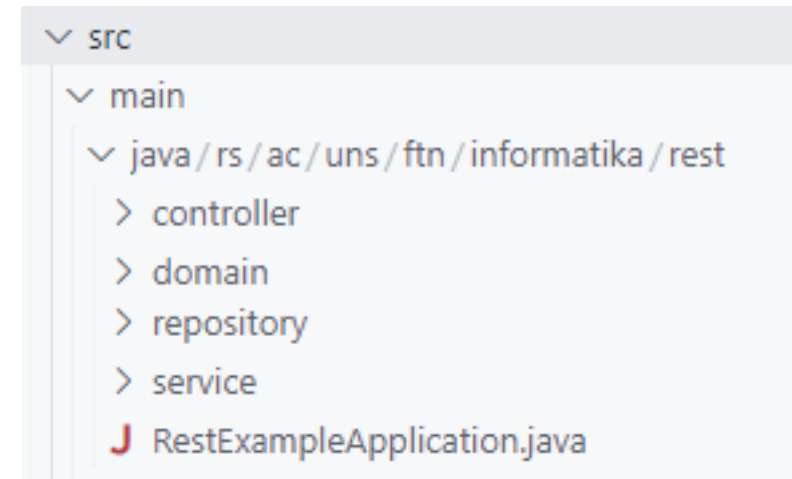 src
main
java/rs/ac/uns/ftn/informatika/rest
controller
domain
repository
service
J RestExampleApplication.java